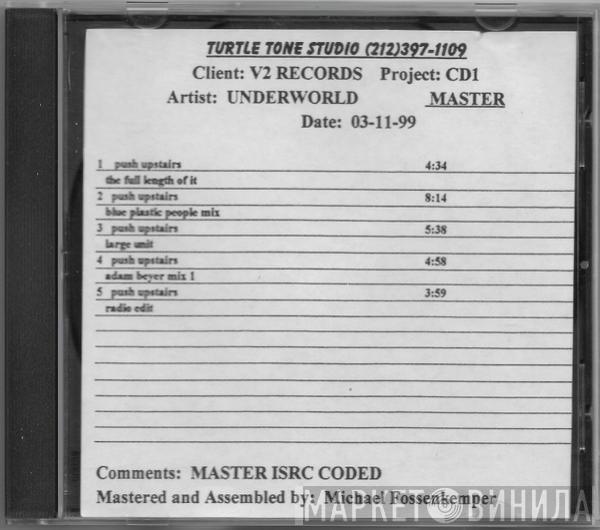 TURTLE TONE STUDIO (212)397-1109
Client: V2 RECORDS Project: CD1
Artist: UNDERWORLD MASTER
Date: 03-11-99
1 push upstairs 4:34
the full length of it
2 push upstairs 8:14
blue plastic people mix
3 push upstairs 5:38
large unit
4 push upstairs 4:58
adam beyer mix 1
5 push upstairs 3:59
radio edit
Comments: MASTER ISRC CODED
Mastered and Assembled by: Michael Fossenkemper
МАРКЕТ ВИНИЛА